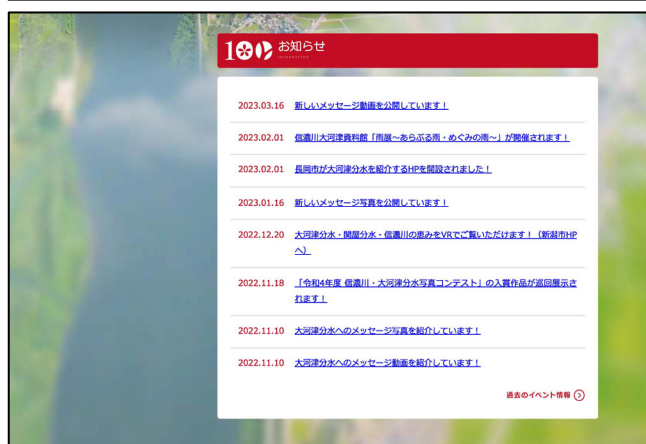 100 お知らせ
2023.03.16 新しいメッセージ動画を公開しています！
2023.02.01 信濃川大河津資料館「雨展～あらぶる雨・めぐみの雨～」が開催されます！
2023.02.01 長岡市が大河津分水を紹介するHPを開設されました！
2023.01.16 新しいメッセージ写真を公開しています！
2022.12.20 大河津分水・関屋分水・信濃川の恵みをVRでご覧いただけます！（新潟市HP
へ）
2022.11.18 「令和4年度 信濃川・大河津分水写真コンテスト」の入賞作品が巡回展示さ
れます！
2022.11.10 大河津分水へのメッセージ写真を紹介しています！
2022.11.10 大河津分水へのメッセージ動画を紹介しています！
過去のイベント情報